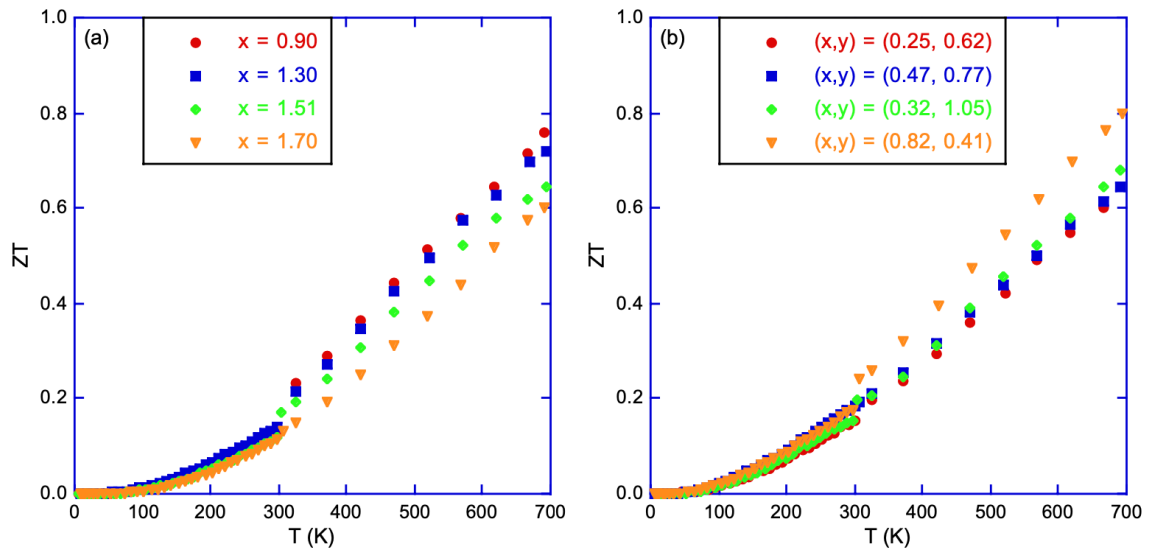 (a)
x = 0.90
x = 1.30
x = 1.51
x = 1.70
1.0
0.8
0.6
0.4
0.2
0.0
ZT
0 100 200 300 400 500 600 700
T (K)
(b)
(x,y) = (0.25, 0.62)
(x,y) = (0.47, 0.77)
(x,y) = (0.32, 1.05)
(x,y) = (0.82, 0.41)
1.0
0.8
0.6
0.4
0.2
0.0
ZT
0 100 200 300 400 500 600 700
T (K)